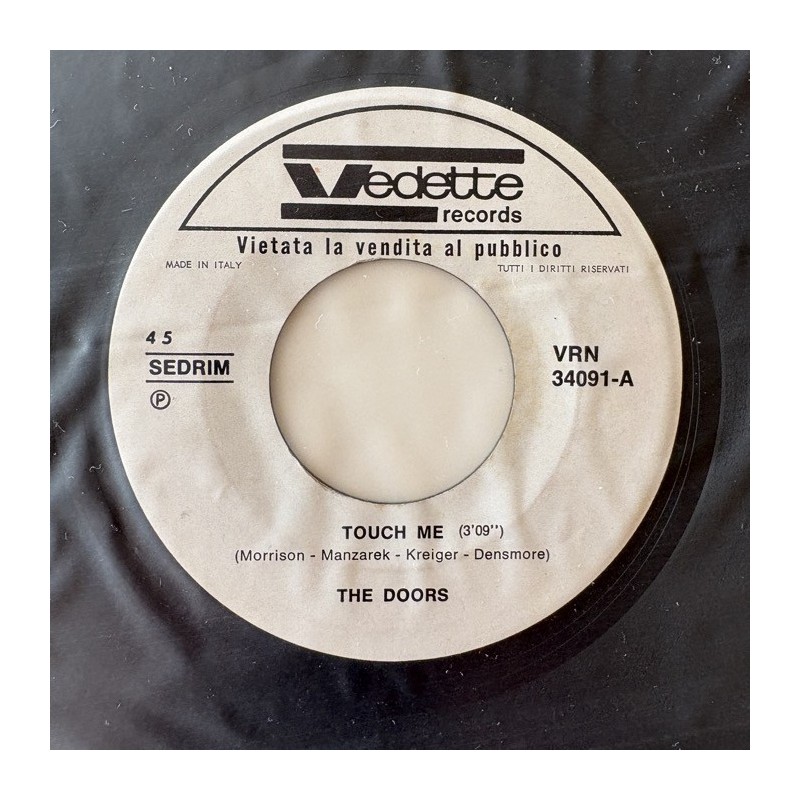 Vedette
records
Vietata la vendita al pubblico
MADE IN ITALY
TUTTI I DIRITTI RISERVATI
45
SEDRIM
Ⓟ
VRN
34091-A
TOUCH ME (3'09'')
(Morrison - Manzarek - Kreiger - Densmore)
THE DOORS